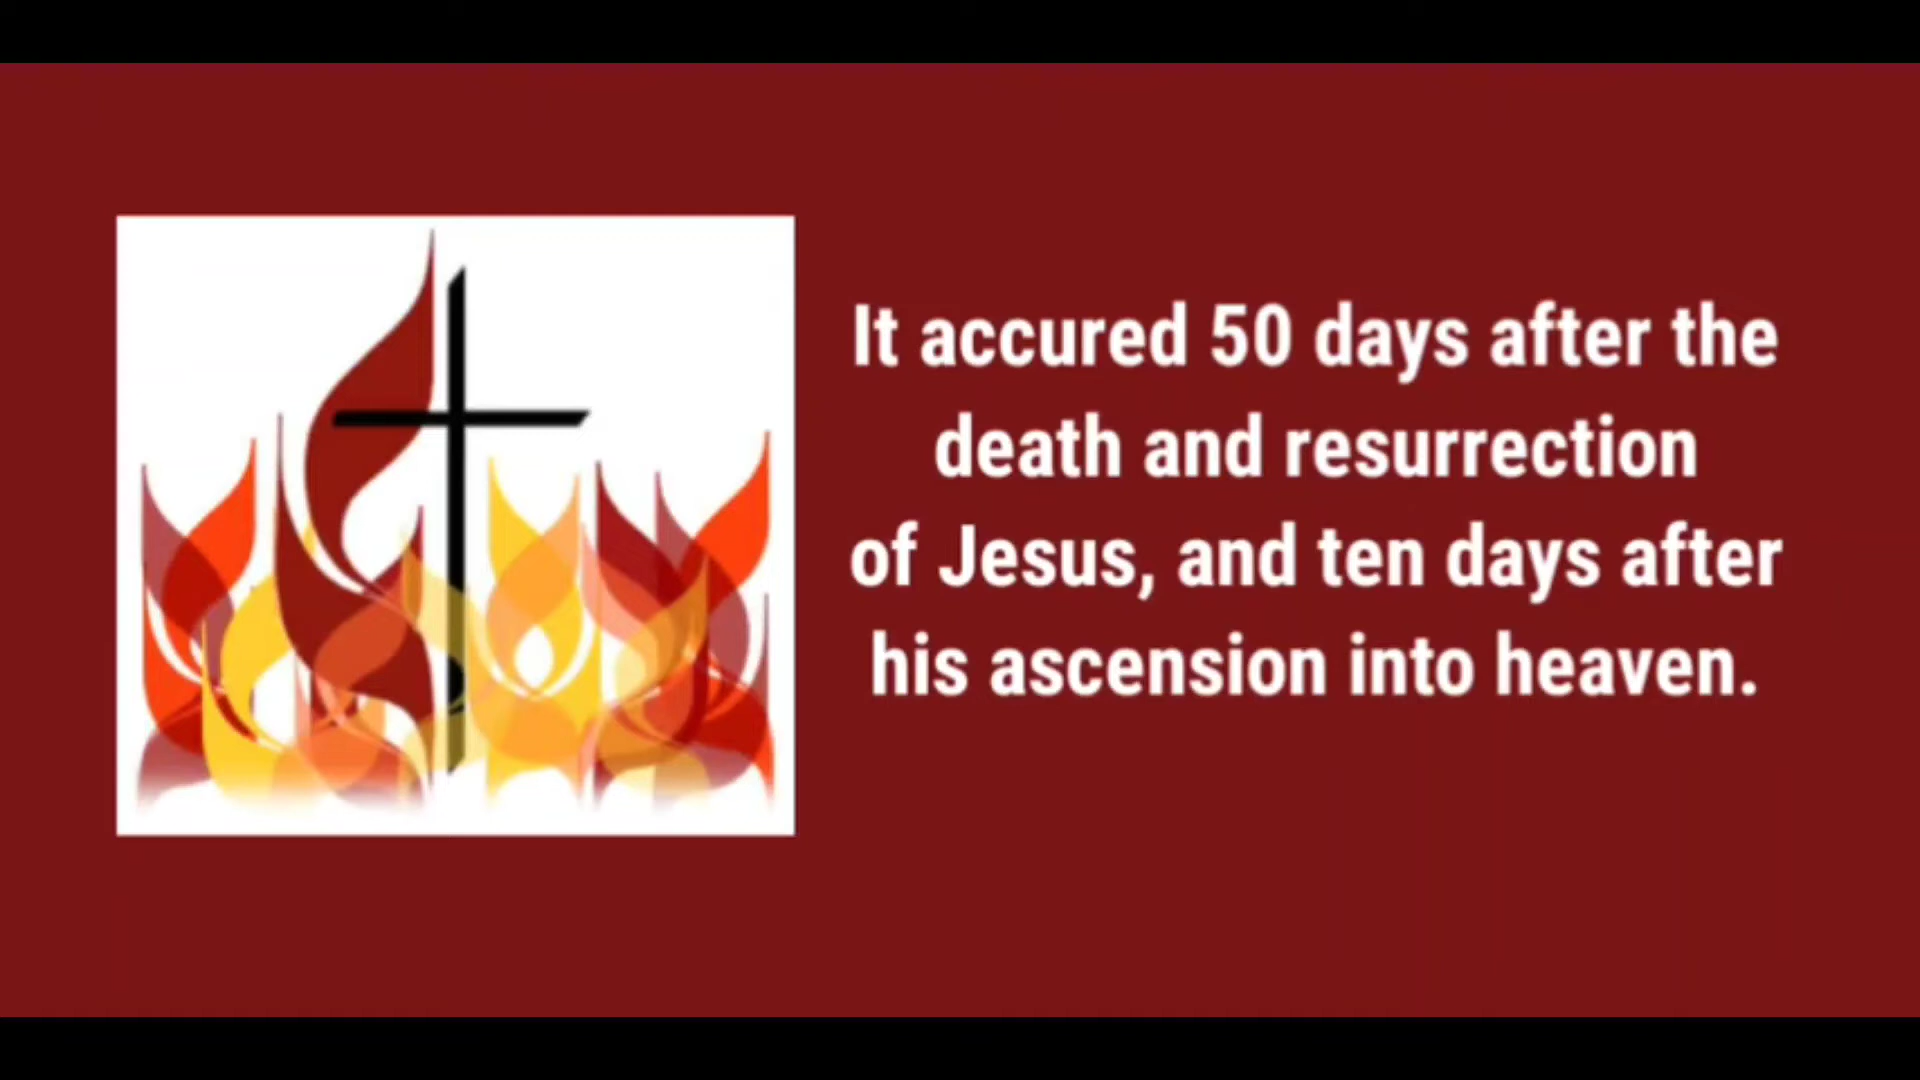 It accured 50 days after the
death and resurrection
of Jesus, and ten days after
his ascension into heaven.